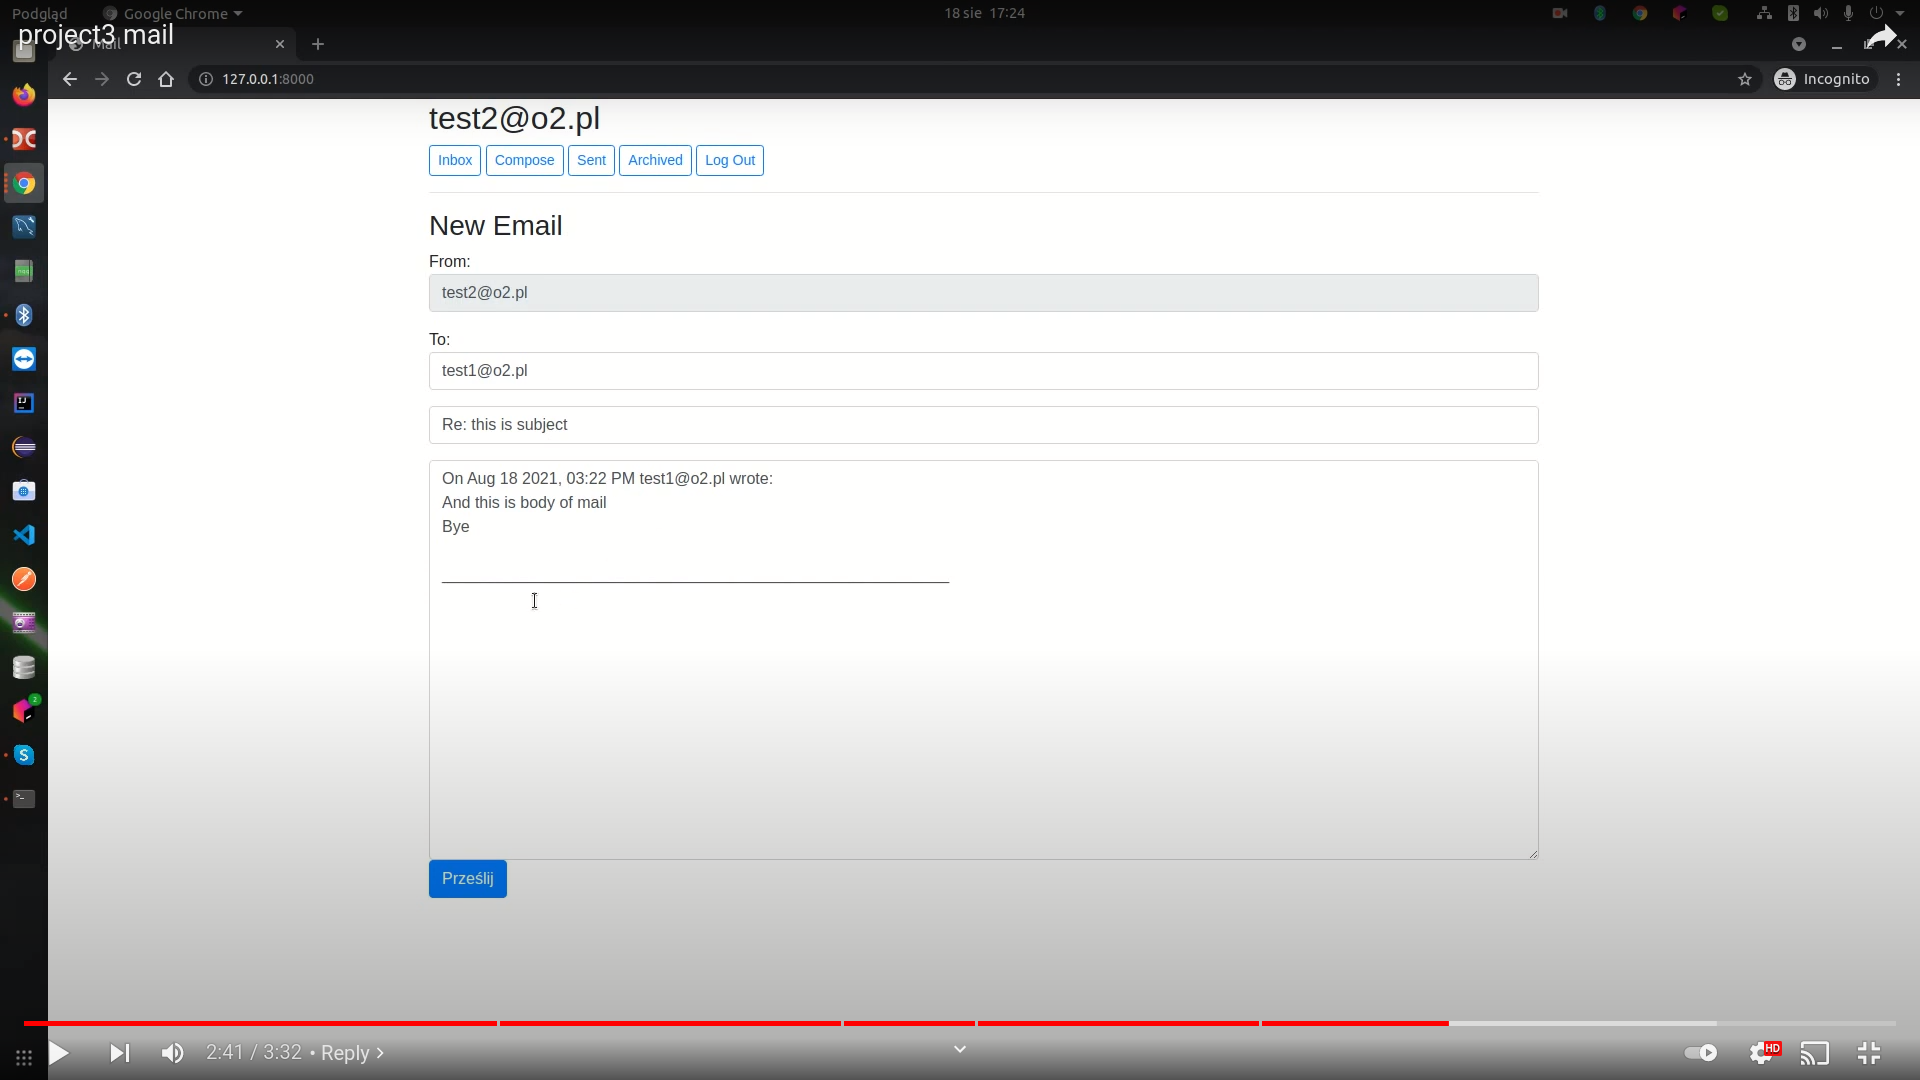 Podgląd Google Chrome 18 sie 17:24
project3 mail
Mail
127.0.0.1:8000 Incognito
test2@o2.pl
Inbox Compose Sent Archived Log Out
New Email
From:
test2@o2.pl
To:
test1@o2.pl
Re: this is subject
On Aug 18 2021, 03:22 PM test1@o2.pl wrote:
And this is body of mail
Bye
Prześlij
2:41 / 3:32 • Reply
HD